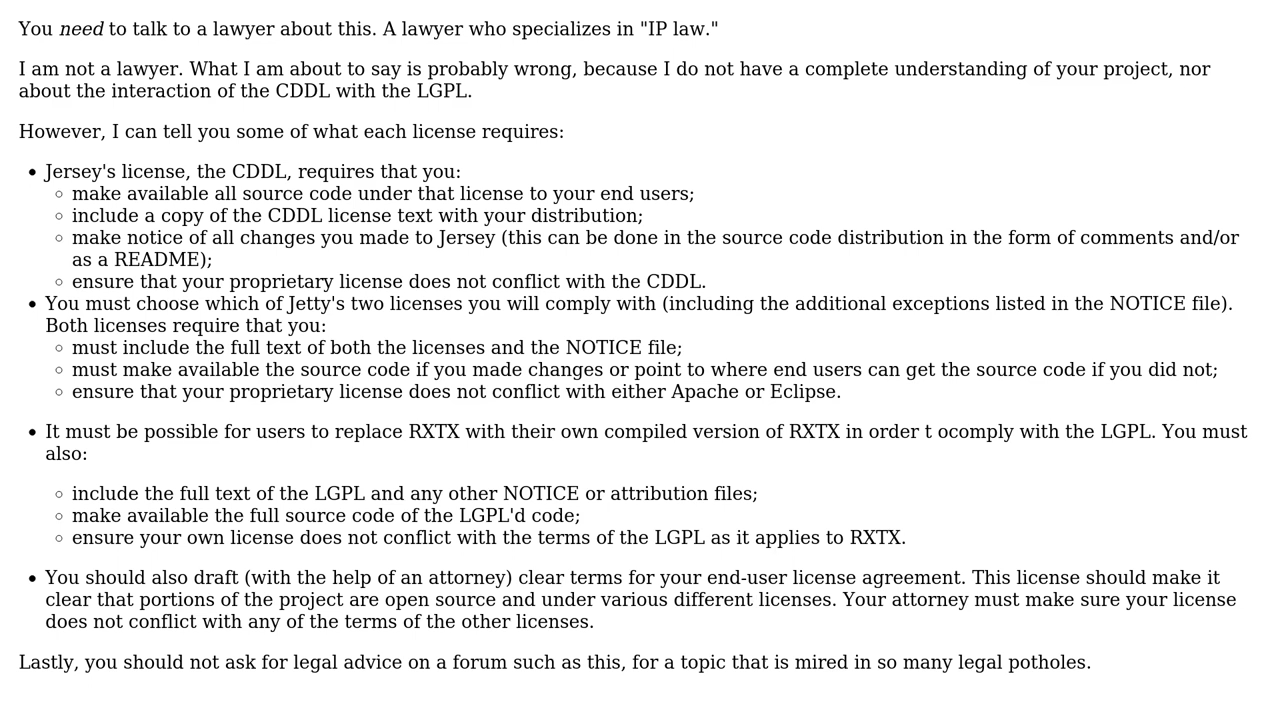 You need to talk to a lawyer about this. A lawyer who specializes in "IP law."
I am not a lawyer. What I am about to say is probably wrong, because I do not have a complete understanding of your project, nor
about the interaction of the CDDL with the LGPL.
However, I can tell you some of what each license requires:
• Jersey's license, the CDDL, requires that you:
◦ make available all source code under that license to your end users;
◦ include a copy of the CDDL license text with your distribution;
◦ make notice of all changes you made to Jersey (this can be done in the source code distribution in the form of comments and/or
as a README);
◦ ensure that your proprietary license does not conflict with the CDDL.
• You must choose which of Jetty's two licenses you will comply with (including the additional exceptions listed in the NOTICE file).
Both licenses require that you:
◦ must include the full text of both the licenses and the NOTICE file;
◦ must make available the source code if you made changes or point to where end users can get the source code if you did not;
◦ ensure that your proprietary license does not conflict with either Apache or Eclipse.
• It must be possible for users to replace RXTX with their own compiled version of RXTX in order t ocomply with the LGPL. You must
also:
◦ include the full text of the LGPL and any other NOTICE or attribution files;
◦ make available the full source code of the LGPL'd code;
◦ ensure your own license does not conflict with the terms of the LGPL as it applies to RXTX.
• You should also draft (with the help of an attorney) clear terms for your end-user license agreement. This license should make it
clear that portions of the project are open source and under various different licenses. Your attorney must make sure your license
does not conflict with any of the terms of the other licenses.
Lastly, you should not ask for legal advice on a forum such as this, for a topic that is mired in so many legal potholes.